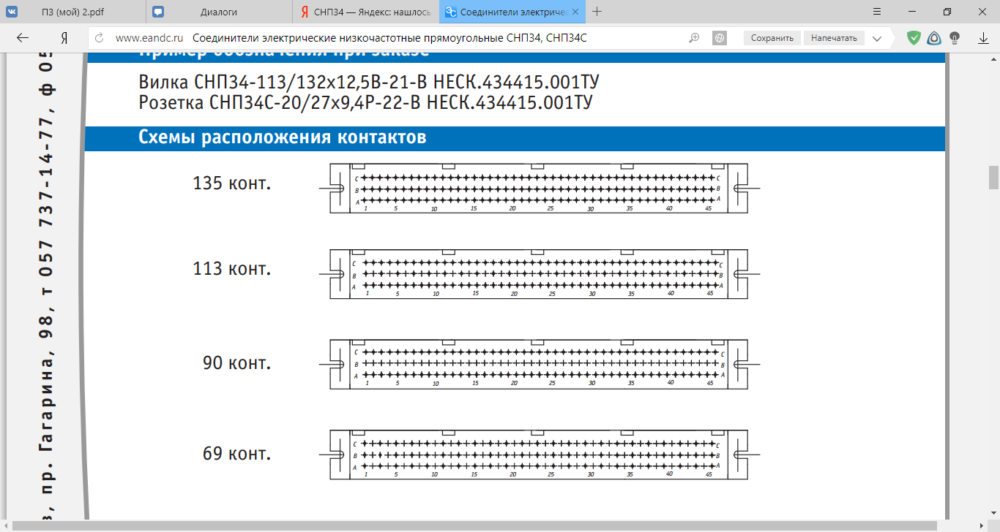 ПЗ (мой) 2.pdf
Диалоги
СНП34 — Яндекс: нашлось
Соединители электричес
www.eandc.ru Соединители электрические низкочастотные прямоугольные СНП34, СНП34С
Сохранить
Напечатать
Пример обозначения при заказе
Вилка СНП34-113/132х12,5В-21-В НЕСК.434415.001ТУ
Розетка СНП34С-20/27х9,4Р-22-В НЕСК.434415.001ТУ
Схемы расположения контактов
135 конт.
C C
B B
A A
1 5 10 15 20 25 30 35 40 45
113 конт.
C C
B B
A A
1 5 10 15 20 25 30 35 40 45
90 конт.
C C
B B
A A
1 5 10 15 20 25 30 35 40 45
69 конт.
C C
B B
A A
1 5 10 15 20 25 30 35 40 45
в, пр. Гагарина, 98, т 057 737-14-77, ф 05